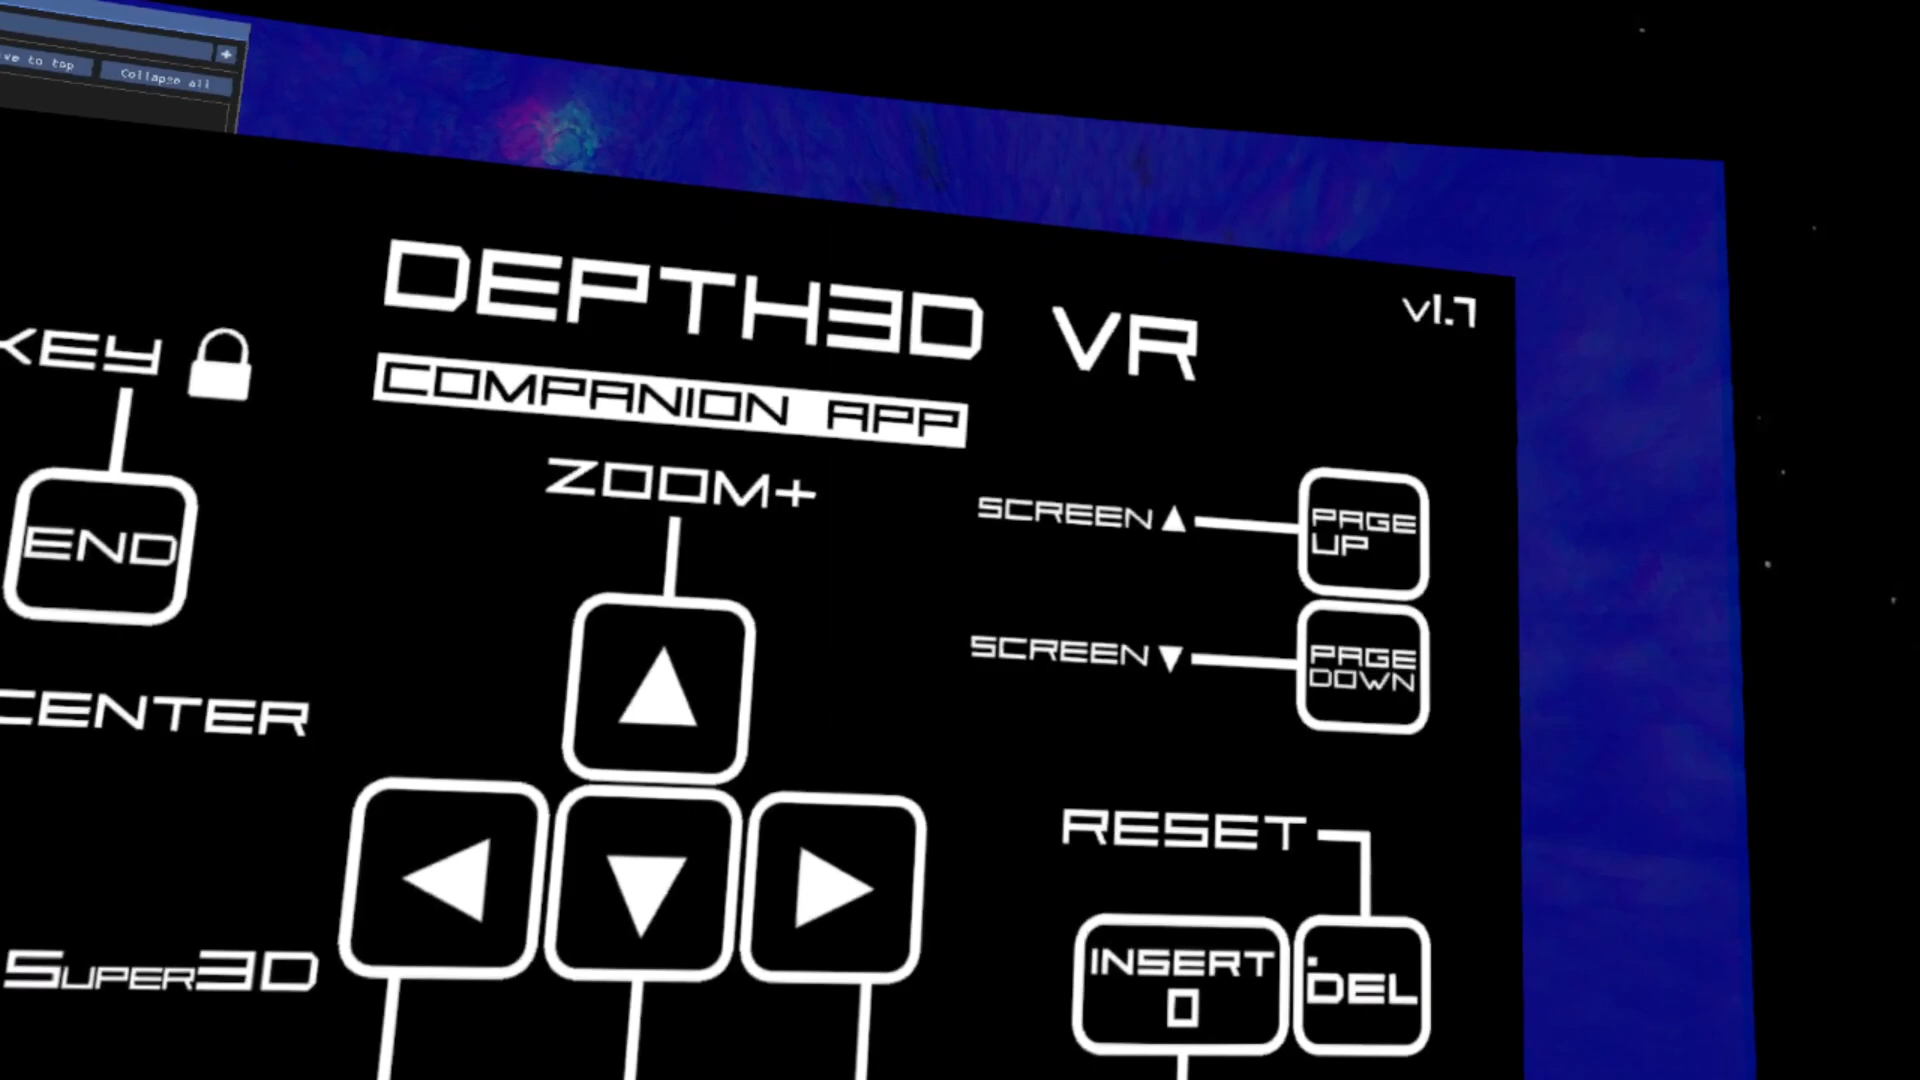 to top
Collapse all
DEPTH3D VR
v1.7
COMPANION APP
KEY
ZOOM+
SCREEN▲
PAGE
UP
END
SCREEN▼
PAGE
DOWN
CENTER
RESET
SUPER3D
INSERT
0
.
DEL